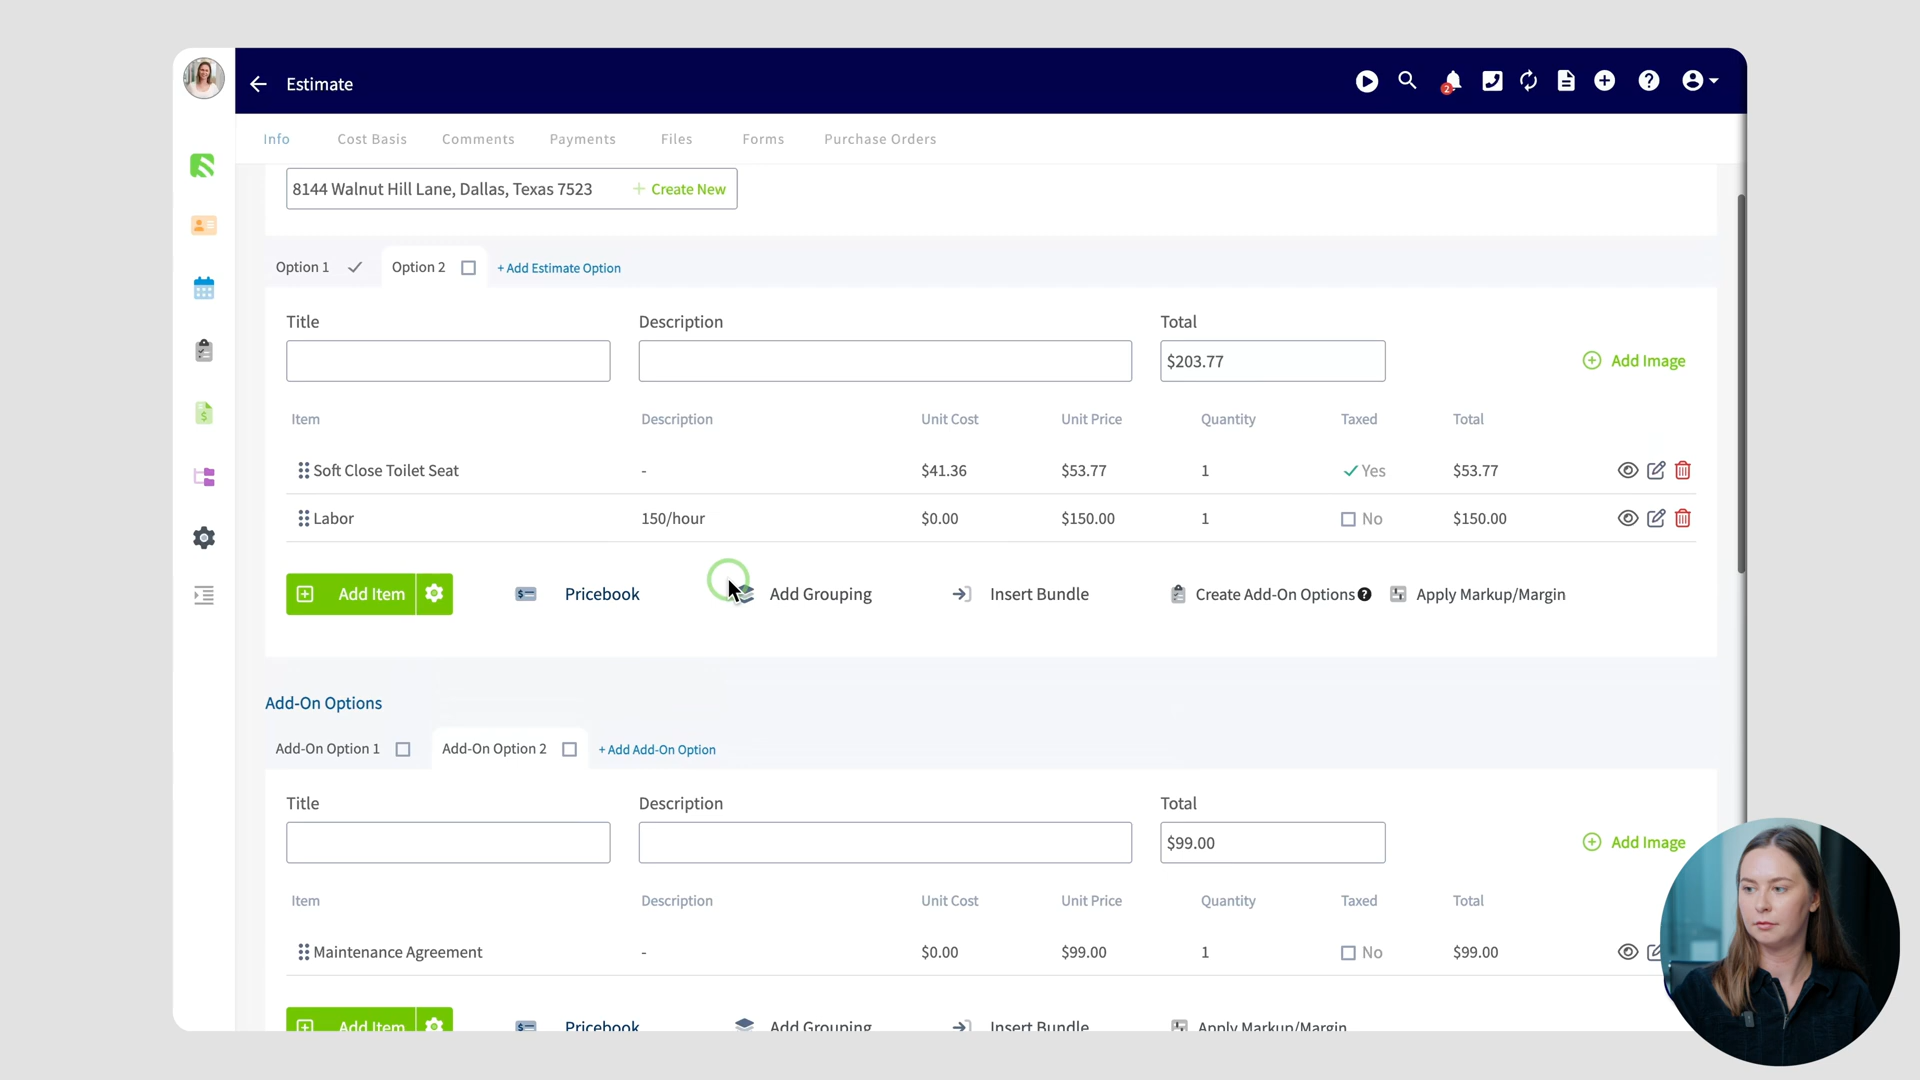 Estimate
2
Info Cost Basis Comments Payments Files Forms Purchase Orders
8144 Walnut Hill Lane, Dallas, Texas 7523 + Create New
Option 1 Option 2 + Add Estimate Option
Title Description Total
$203.77 Add Image
Item Description Unit Cost Unit Price Quantity Taxed Total
Soft Close Toilet Seat - $41.36 $53.77 1 Yes $53.77
Labor 150/hour $0.00 $150.00 1 No $150.00
Add Item Pricebook Add Grouping Insert Bundle Create Add-On Options ? Apply Markup/Margin
Add-On Options
Add-On Option 1 Add-On Option 2 + Add Add-On Option
Title Description Total
$99.00 Add Image
Item Description Unit Cost Unit Price Quantity Taxed Total
Maintenance Agreement - $0.00 $99.00 1 No $99.00
Add Item Pricebook Add Grouping Insert Bundle Apply Markup/Margin